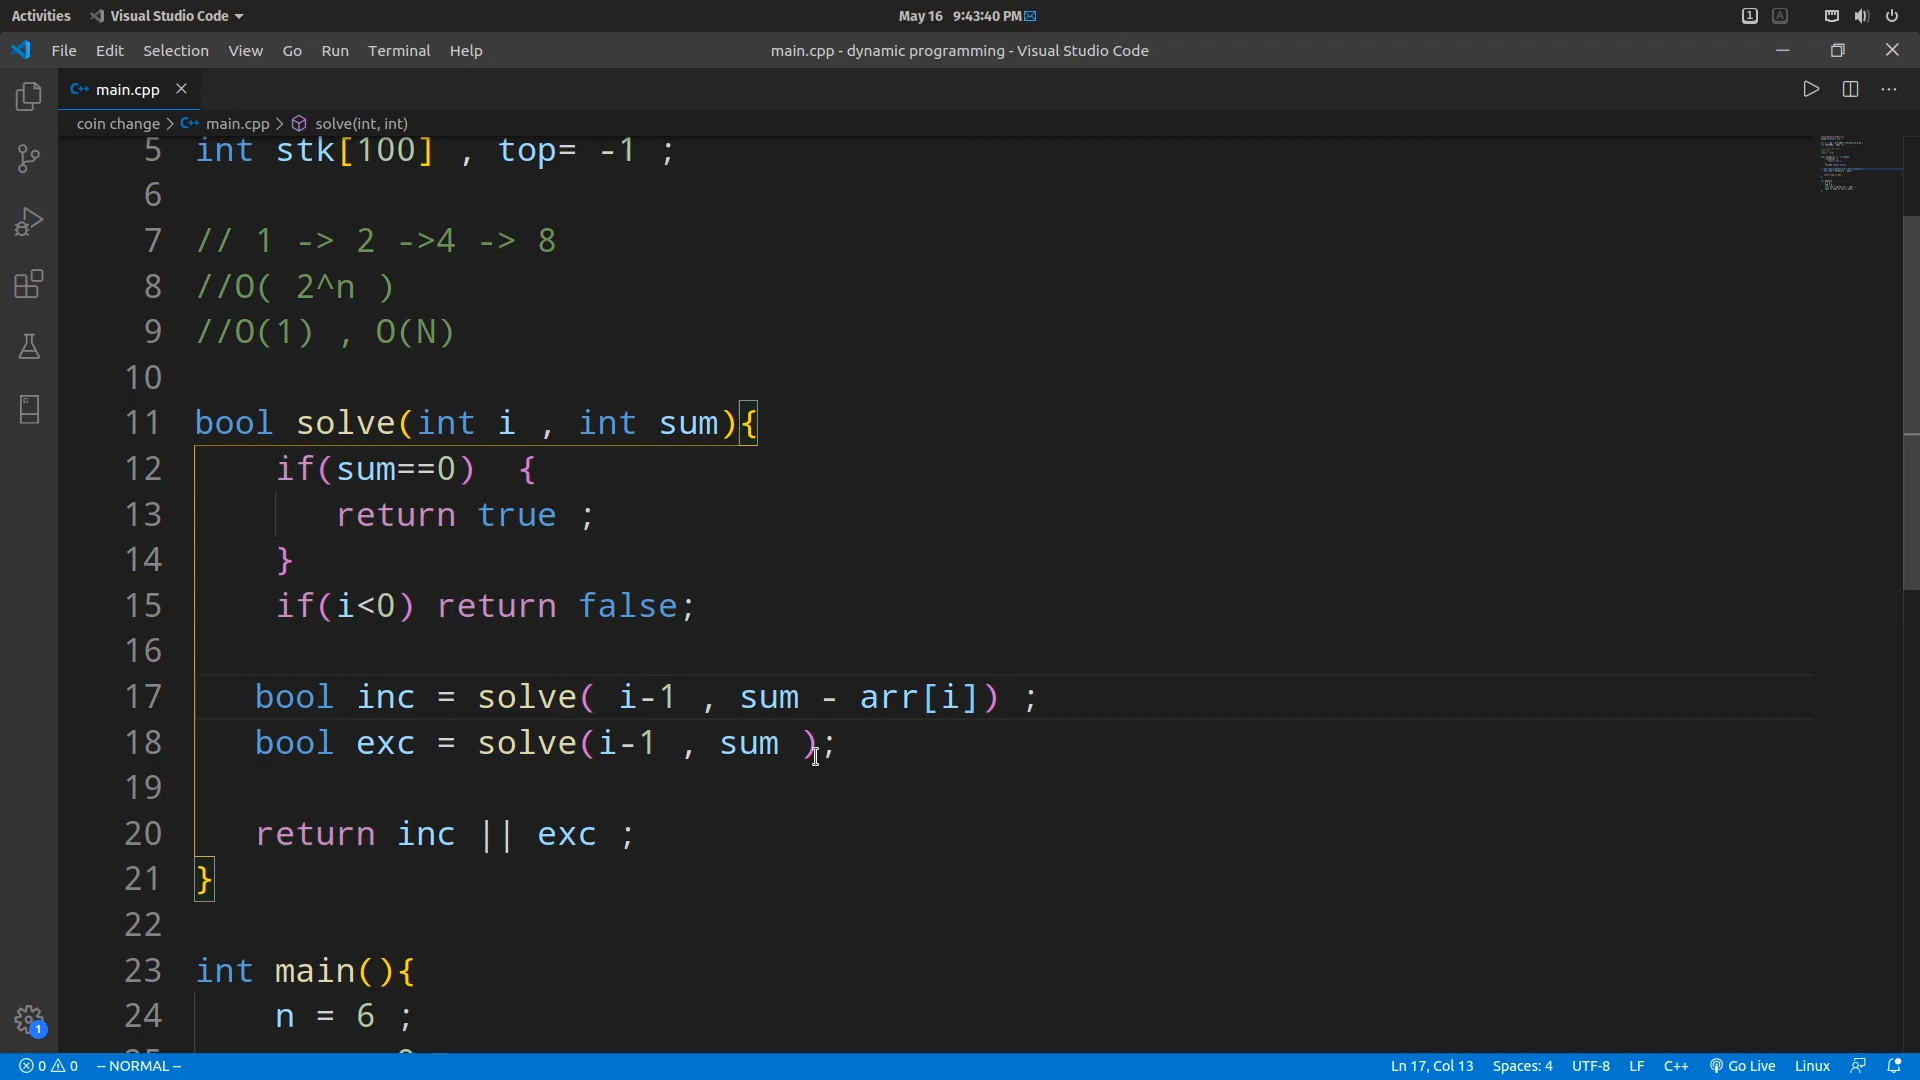 Activities Visual Studio Code May 16 9:43:40 PM 1 A
File Edit Selection View Go Run Terminal Help main.cpp - dynamic programming - Visual Studio Code
C++ main.cpp
coin change > C++ main.cpp > solve(int, int)
5 int stk[100] , top= -1 ;
6
7 // 1 -> 2 ->4 -> 8
8 //O( 2^n )
9 //O(1) , O(N)
10
11 bool solve(int i , int sum){
12 if(sum==0) {
13 return true ;
14 }
15 if(i<0) return false;
16
17 bool inc = solve( i-1 , sum - arr[i]) ;
18 bool exc = solve(i-1 , sum );
19
20 return inc || exc ;
21 }
22
23 int main(){
24 n = 6 ;
1
0 0 -- NORMAL -- Ln 17, Col 13 Spaces: 4 UTF-8 LF C++ Go Live Linux